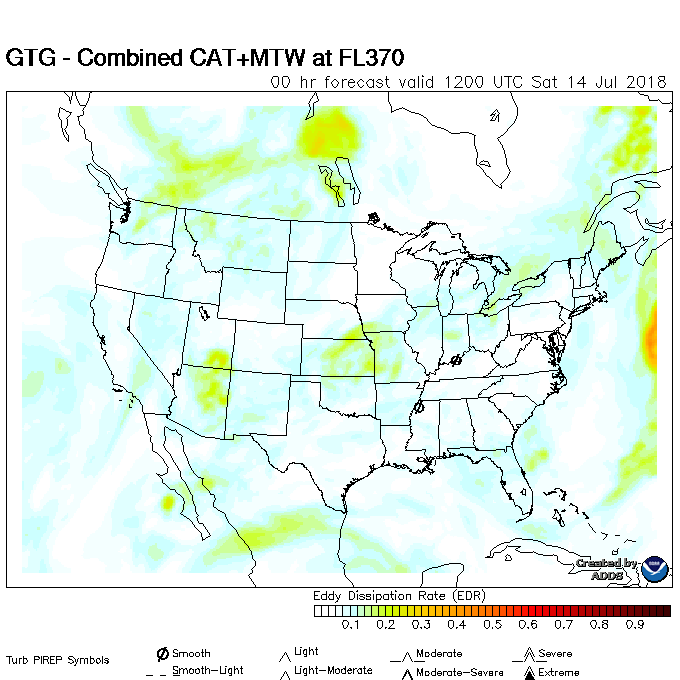 GTG - Combined CAT+MTW at FL370
00 hr forecast valid 1200 UTC Sat 14 Jul 2018
Created by
ADDS
Eddy Dissipation Rate (EDR)
0.1 0.2 0.3 0.4 0.5 0.6 0.7 0.8 0.9
Turb PIREP Symbols
Smooth Light Moderate Severe
Smooth-Light Light-Moderate Moderate-Severe Extreme